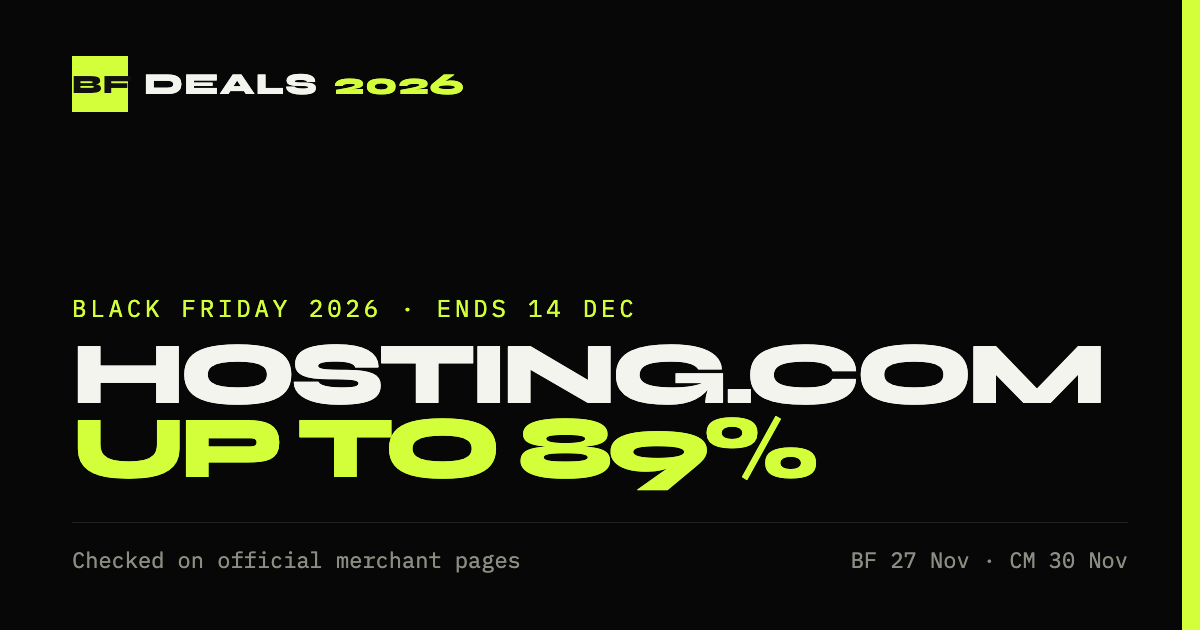 BF DEALS 2026
BLACK FRIDAY 2026 · ENDS 14 DEC
HOSTING.COM
UP TO 89%
Checked on official merchant pages
BF 27 Nov · CM 30 Nov